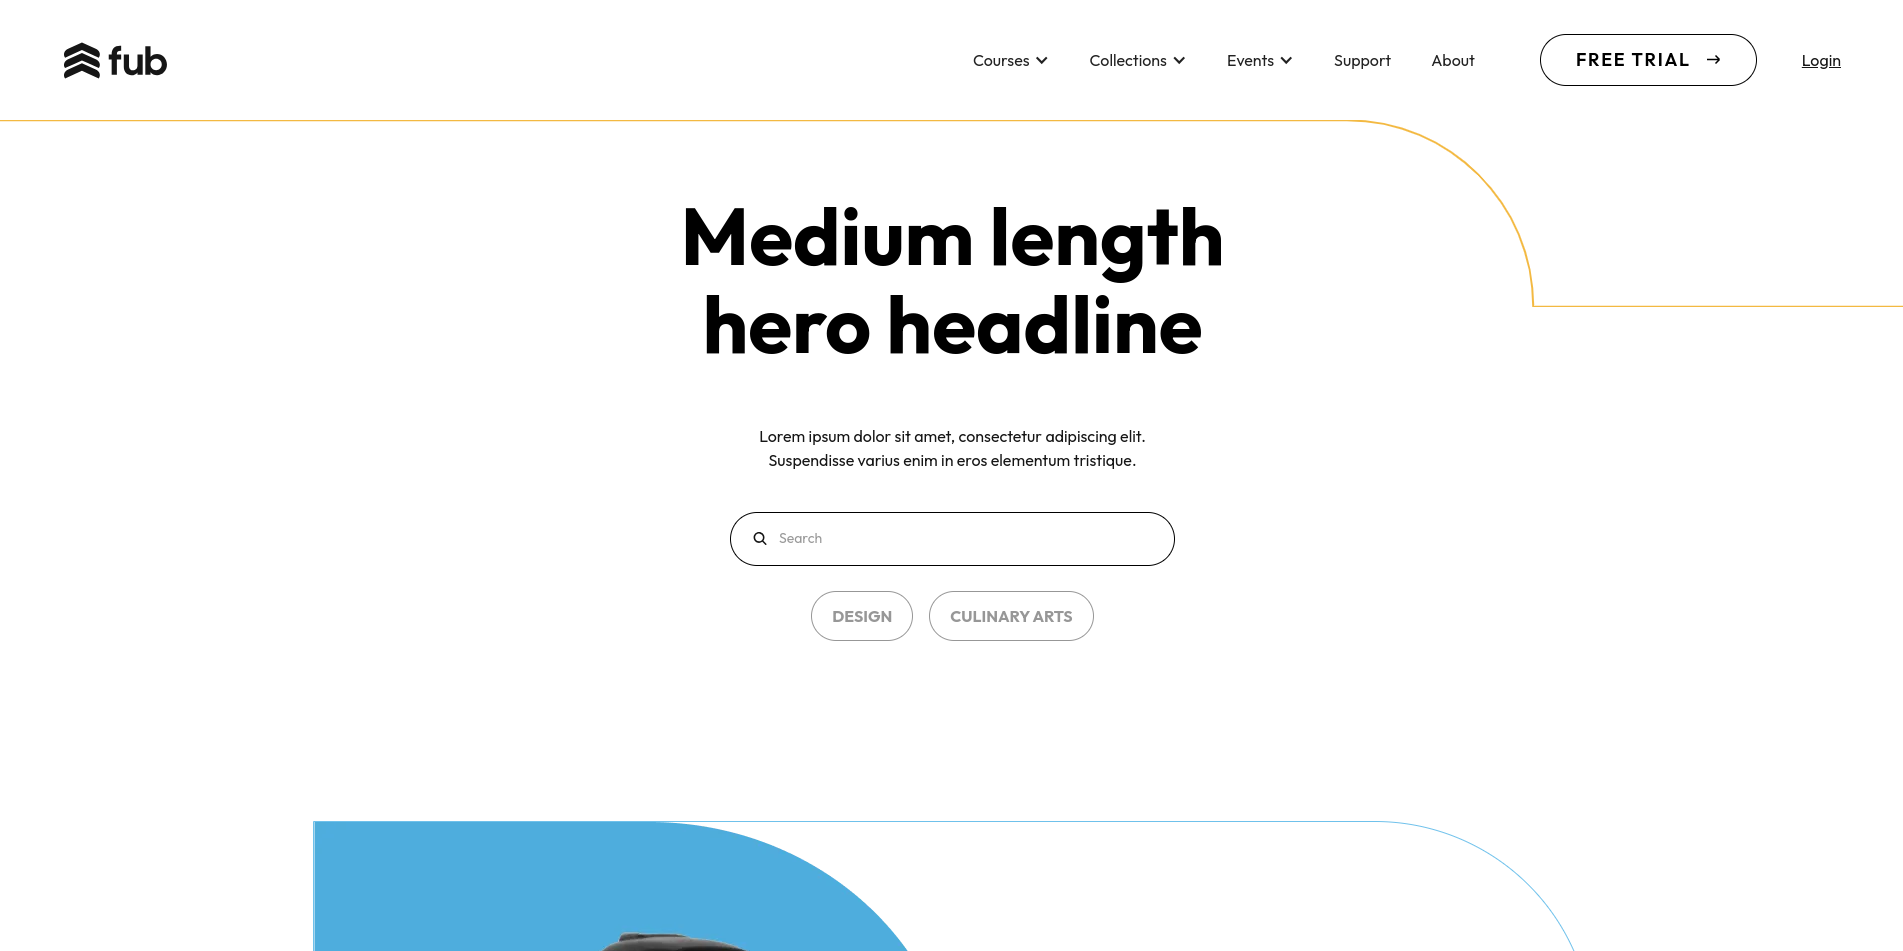 fub
Courses
Collections
Events
Support
About
FREE TRIAL
Login
Medium length
hero headline
Lorem ipsum dolor sit amet, consectetur adipiscing elit.
Suspendisse varius enim in eros elementum tristique.
Search
DESIGN
CULINARY ARTS